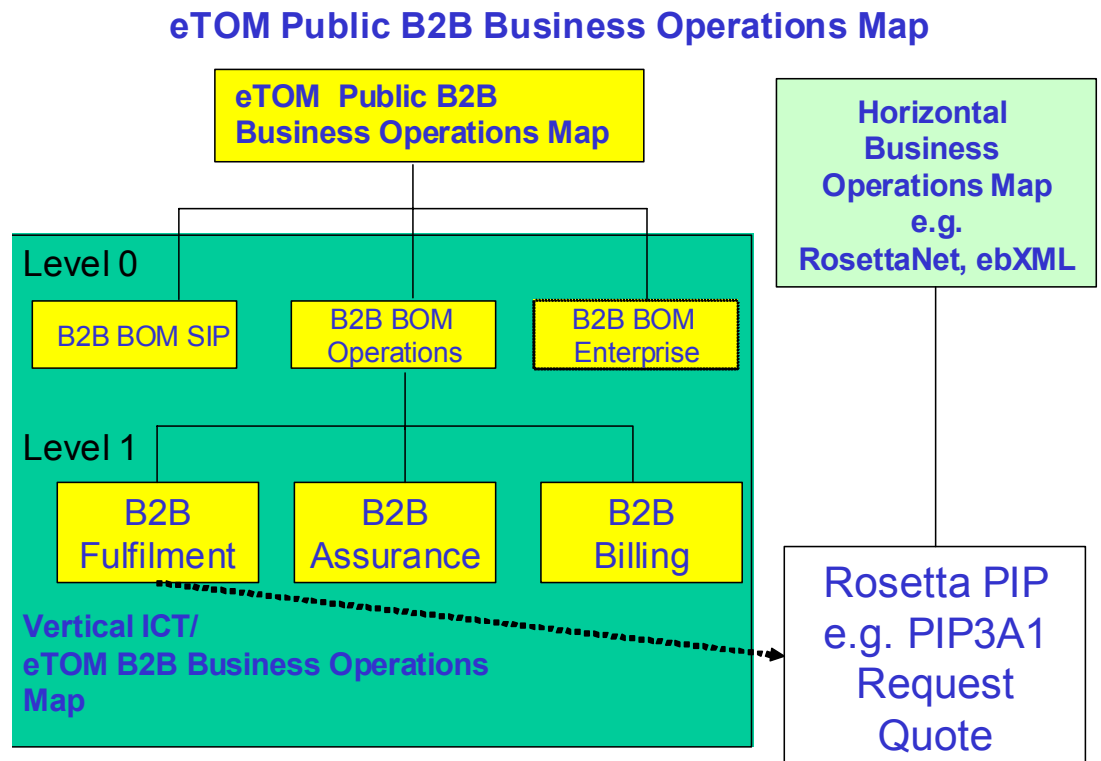 eTOM Public B2B Business Operations Map
eTOM Public B2B
Business Operations Map
Horizontal
Business
Operations Map
e.g.
RosettaNet, ebXML
Level 0
B2B BOM SIP
B2B BOM
Operations
B2B BOM
Enterprise
Level 1
B2B
Fulfilment
B2B
Assurance
B2B
Billing
Vertical ICT/
eTOM B2B Business Operations
Map
Rosetta PIP
e.g. PIP3A1
Request
Quote